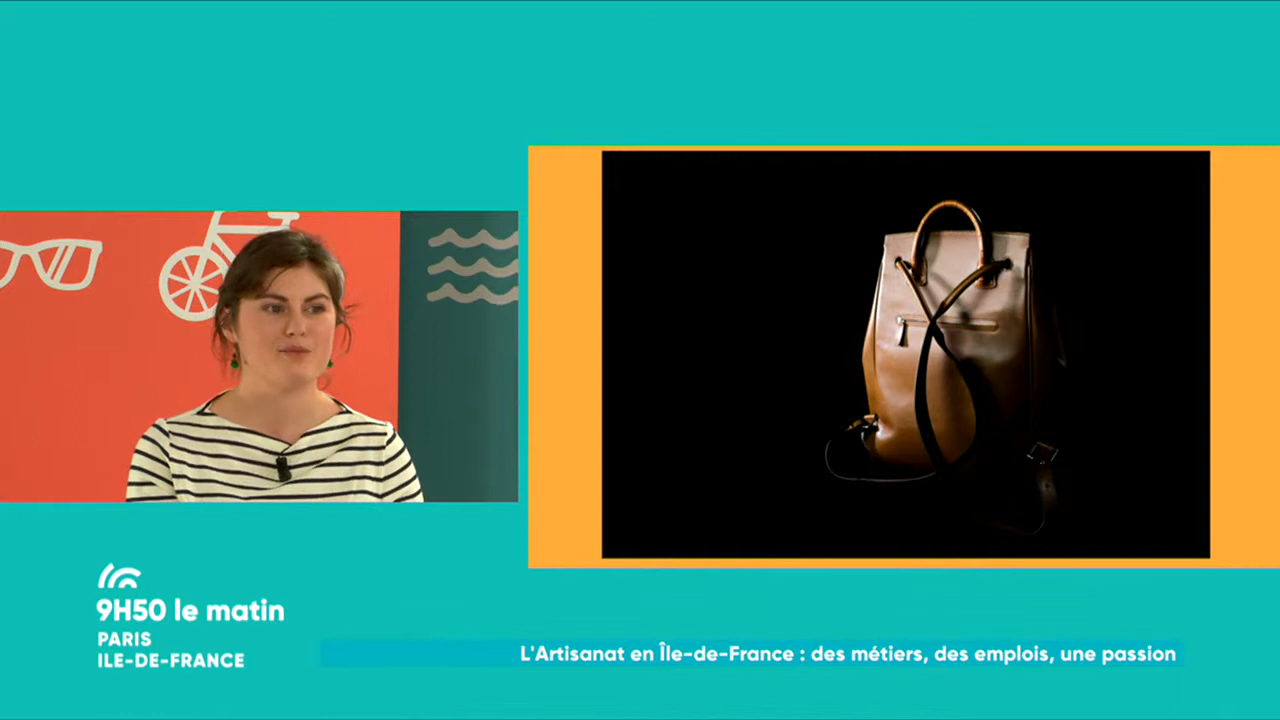 9H50 le matin
PARIS
ILE-DE-FRANCE
L'Artisanat en Île-de-France : des métiers, des emplois, une passion